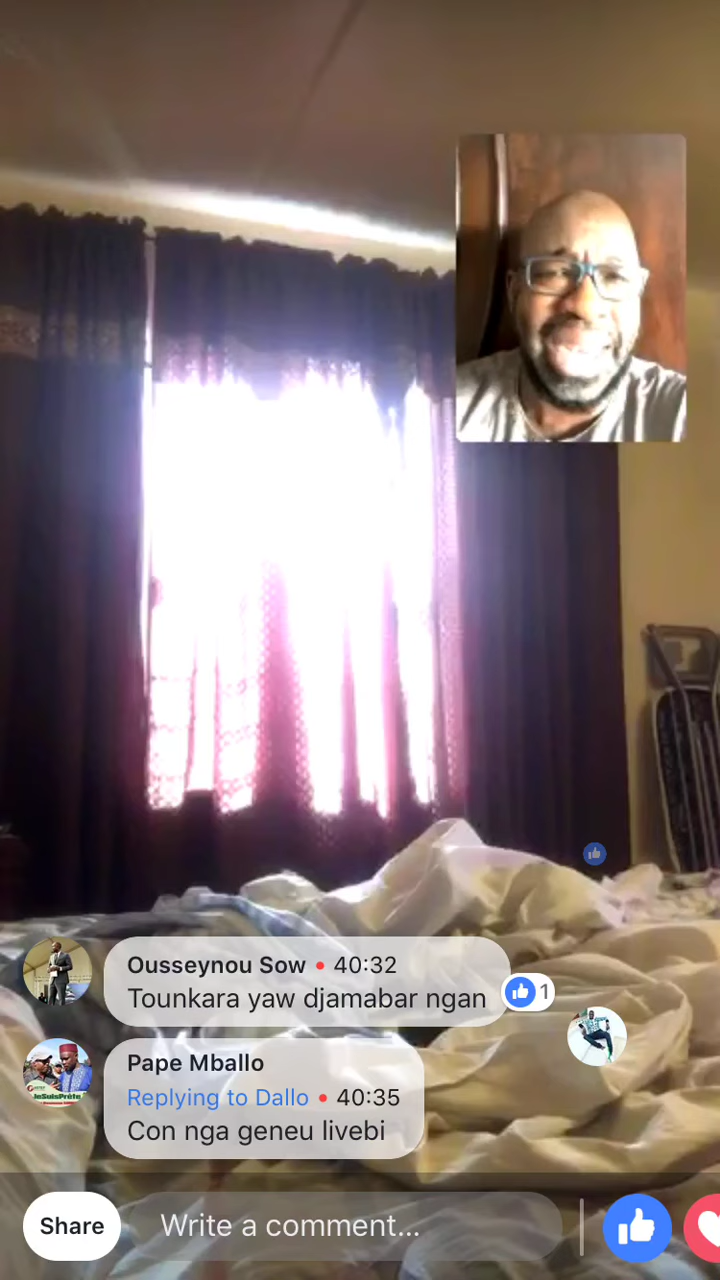 Ousseynou Sow • 40:32
Tounkara yaw djamabar ngan
1
Pape Mballo
Replying to Dallo • 40:35
Con nga geneu livebi
JeSuisPrête
Share
Write a comment...